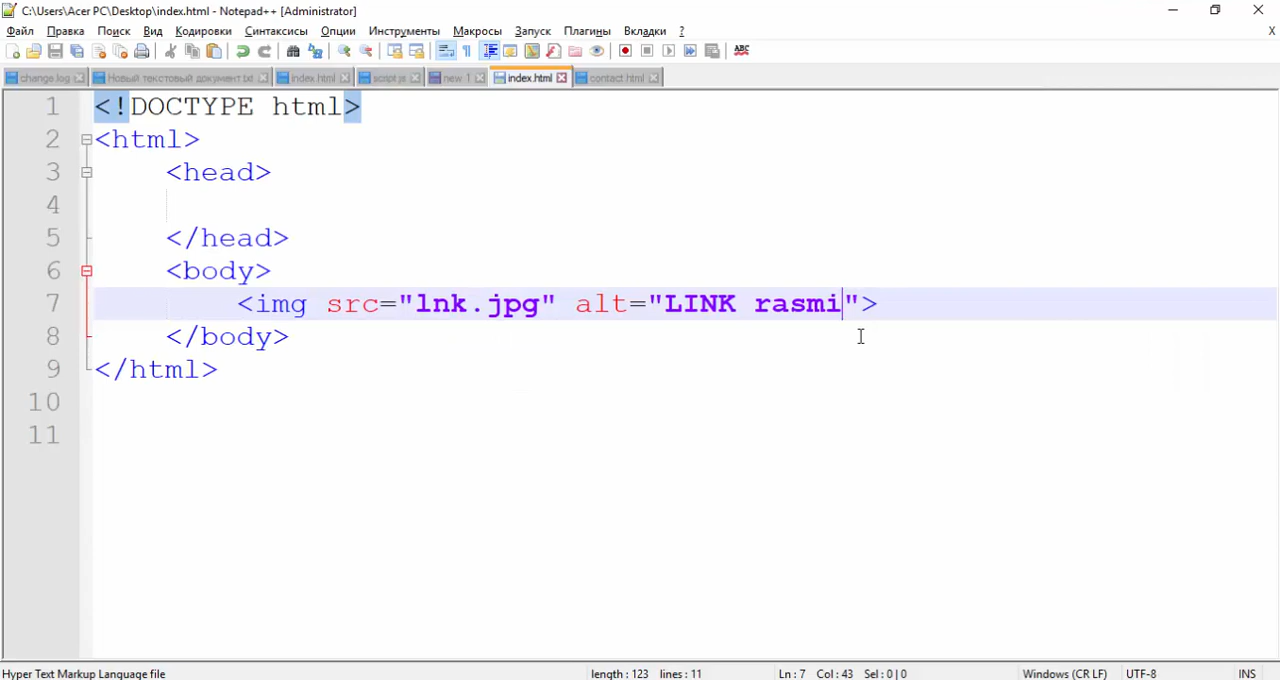 C:\Users\Acer PC\Desktop\index.html - Notepad++ [Administrator]
Файл Правка Поиск Вид Кодировки Синтаксисы Опции Инструменты Макросы Запуск Плагины Вкладки ? X
ABC
change.log Новый текстовый документ.txt index.html script.js new 1 index.html contact.html
1 <!DOCTYPE html>
2 <html>
3 <head>
4
5 </head>
6 <body>
7 <img src="lnk.jpg" alt="LINK rasmi">
8 </body>
9 </html>
10
11
Hyper Text Markup Language file length : 123 lines : 11 Ln : 7 Col : 43 Sel : 0 | 0 Windows (CR LF) UTF-8 INS